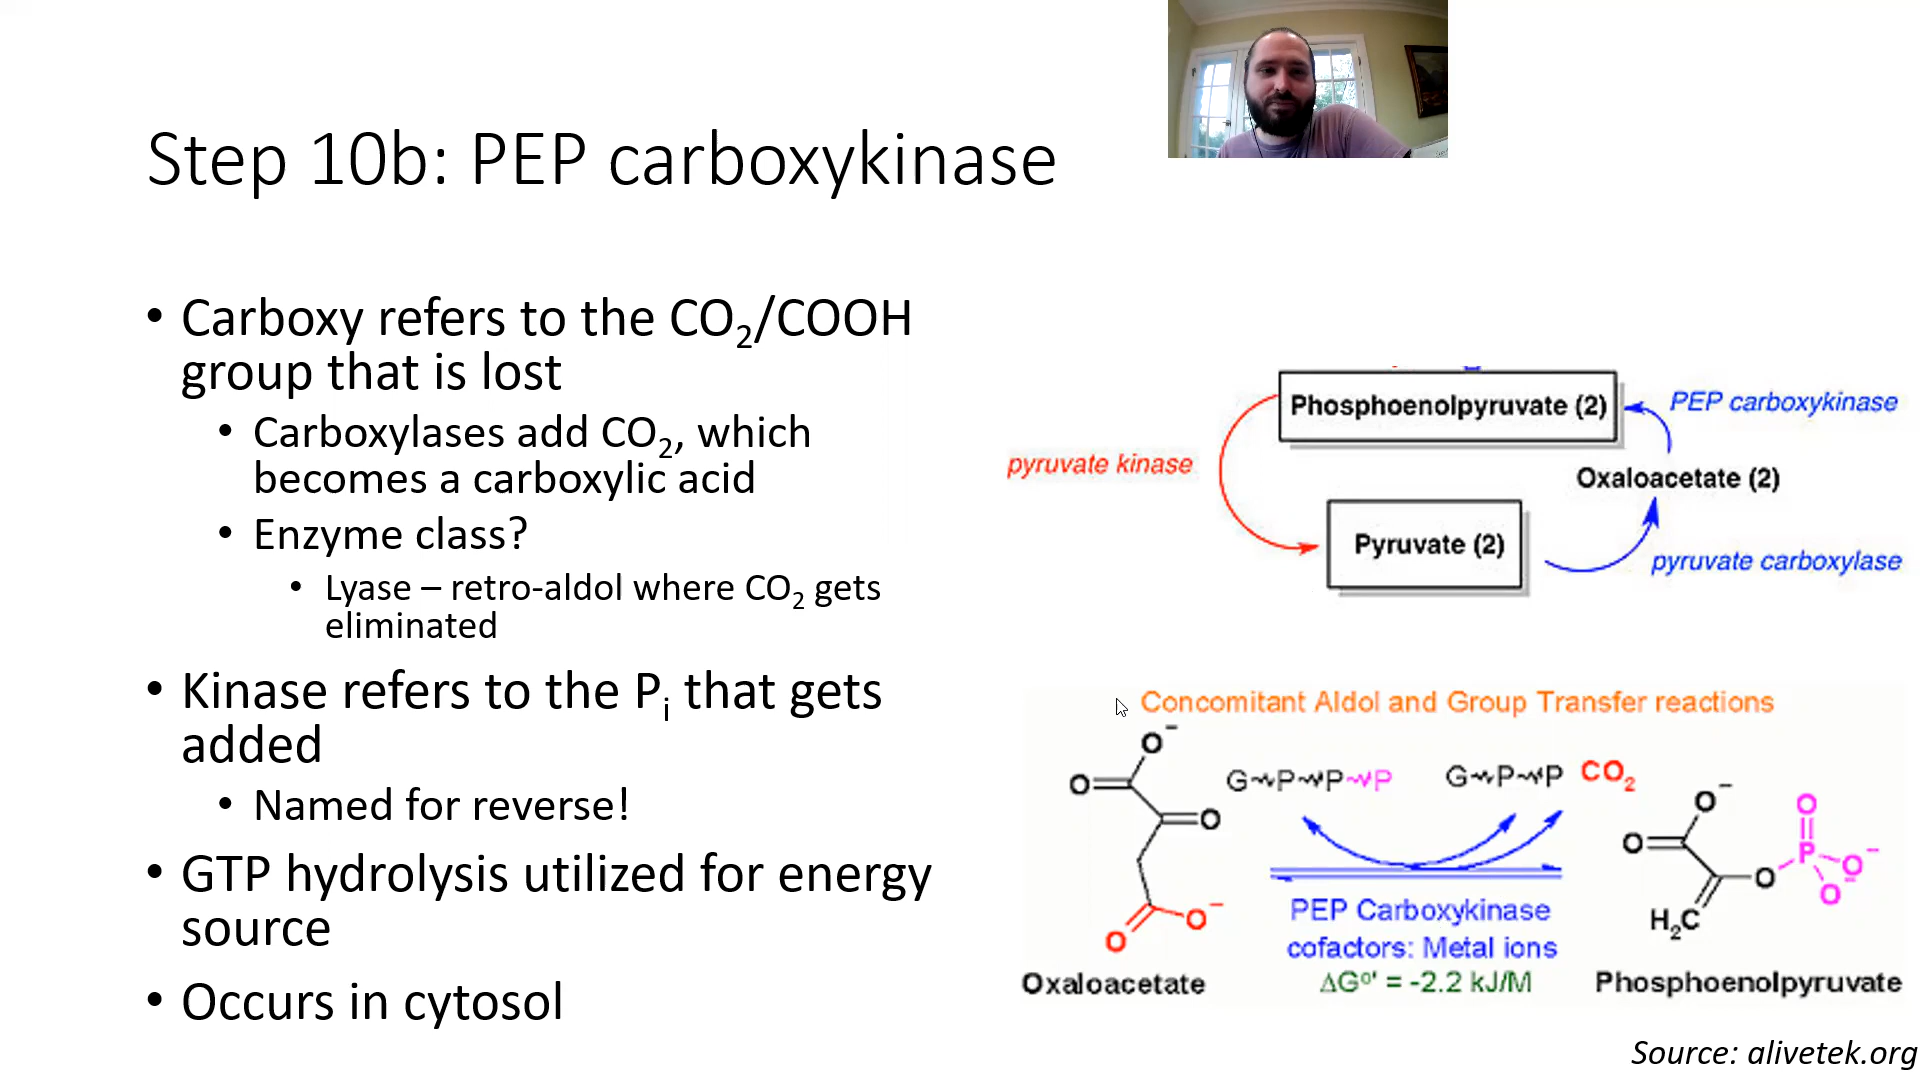 Step 10b: PEP carboxykinase
• Carboxy refers to the CO₂/COOH
group that is lost
• Carboxylases add CO₂, which
becomes a carboxylic acid
• Enzyme class?
• Lyase – retro-aldol where CO₂ gets
eliminated
• Kinase refers to the Pᵢ that gets
added
• Named for reverse!
• GTP hydrolysis utilized for energy
source
• Occurs in cytosol
Phosphoenolpyruvate (2)
PEP carboxykinase
pyruvate kinase
Oxaloacetate (2)
Pyruvate (2)
pyruvate carboxylase
Concomitant Aldol and Group Transfer reactions
O⁻
O
O
O
O⁻
G~P~P~P
G~P~P CO₂
O⁻
O
O
O
P
O⁻
O⁻
H₂C
PEP Carboxykinase
cofactors: Metal ions
ΔG°' = -2.2 kJ/M
Oxaloacetate
Phosphoenolpyruvate
Source: alivetek.org